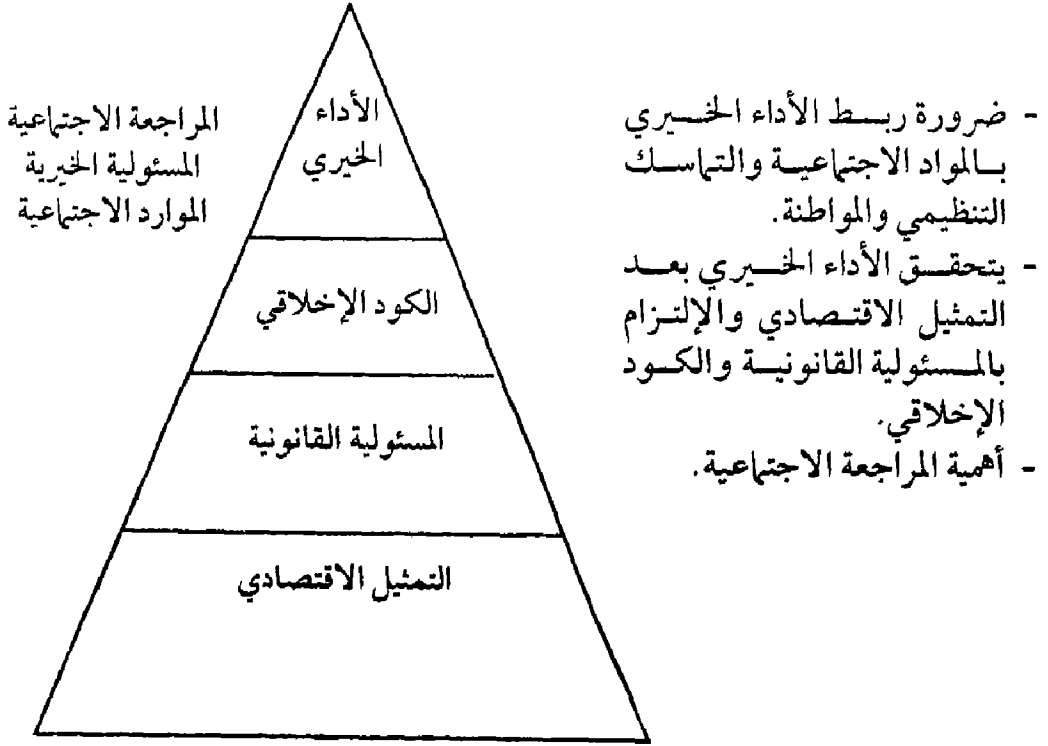 - ضرورة ربط الأداء الخيري
بالمواد الاجتماعية والتماسك
التنظيمي والمواطنة.
- يتحقق الأداء الخيري بعد
التمثيل الاقتصادي والإلتزام
بالمسئولية القانونية والكود
الإخلاقي.
- أهمية المراجعة الاجتماعية.
الأداء
الخيري
الكود الإخلاقي
المسئولية القانونية
التمثيل الاقتصادي
المراجعة الاجتماعية
المسئولية الخيرية
الموارد الاجتماعية